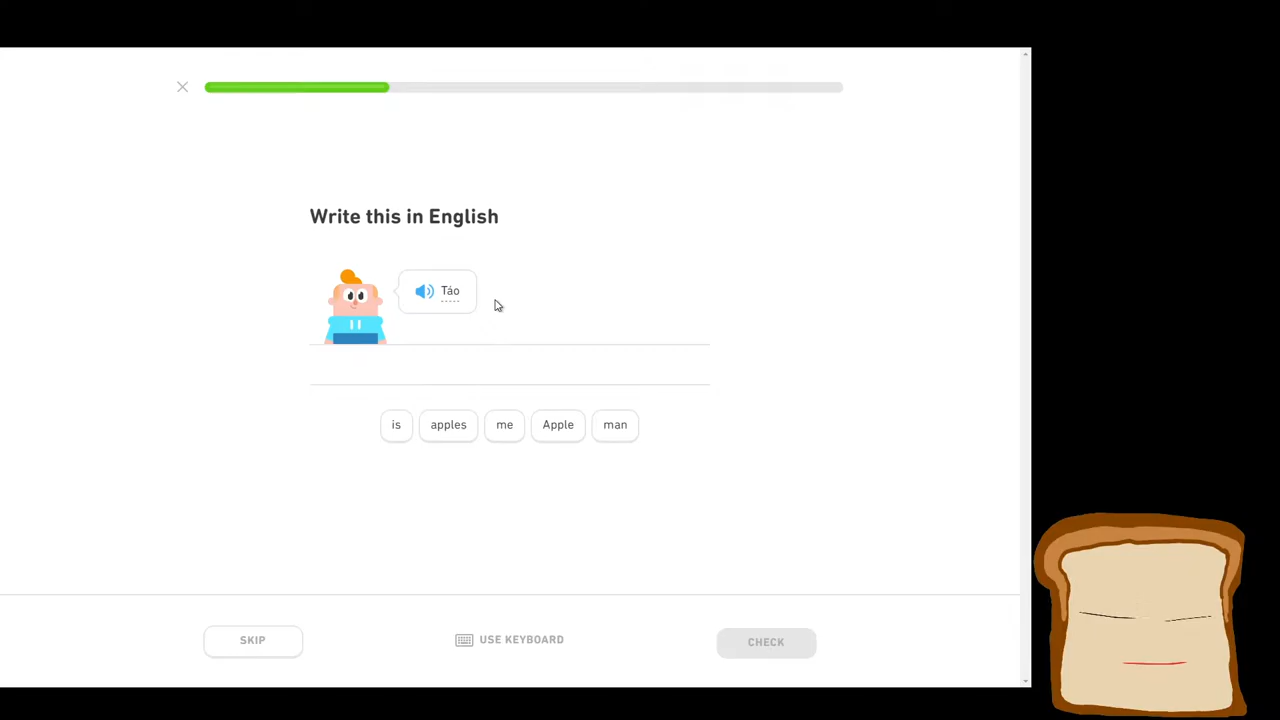 Write this in English
Táo
is apples me Apple man
SKIP USE KEYBOARD CHECK